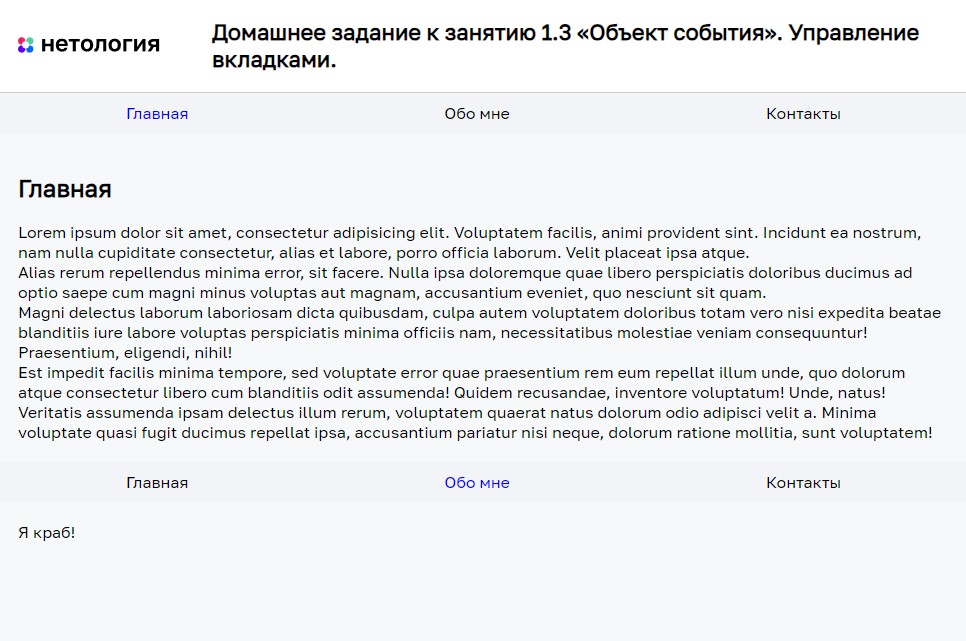 нетология
Домашнее задание к занятию 1.3 «Объект события». Управление
вкладками.
Главная Обо мне Контакты
Главная
Lorem ipsum dolor sit amet, consectetur adipisicing elit. Voluptatem facilis, animi provident sint. Incidunt ea nostrum,
nam nulla cupiditate consectetur, alias et labore, porro officia laborum. Velit placeat ipsa atque.
Alias rerum repellendus minima error, sit facere. Nulla ipsa doloremque quae libero perspiciatis doloribus ducimus ad
optio saepe cum magni minus voluptas aut magnam, accusantium eveniet, quo nesciunt sit quam.
Magni delectus laborum laboriosam dicta quibusdam, culpa autem voluptatem doloribus totam vero nisi expedita beatae
blanditiis iure labore voluptas perspiciatis minima officiis nam, necessitatibus molestiae veniam consequuntur!
Praesentium, eligendi, nihil!
Est impedit facilis minima tempore, sed voluptate error quae praesentium rem eum repellat illum unde, quo dolorum
atque consectetur libero cum blanditiis odit assumenda! Quidem recusandae, inventore voluptatum! Unde, natus!
Veritatis assumenda ipsam delectus illum rerum, voluptatem quaerat natus dolorum odio adipisci velit a. Minima
voluptate quasi fugit ducimus repellat ipsa, accusantium pariatur nisi neque, dolorum ratione mollitia, sunt voluptatem!
Главная Обо мне Контакты
Я краб!